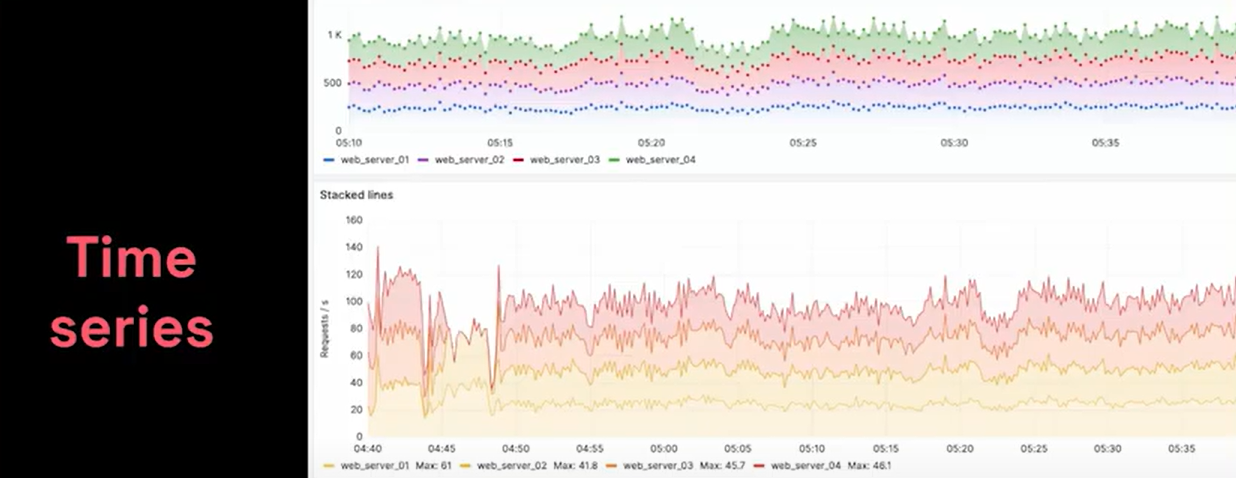 Time
series
1 K
500
0
05:10 05:15 05:20 05:25 05:30 05:35
web_server_01 web_server_02 web_server_03 web_server_04
Stacked lines
Requests / s
160
140
120
100
80
60
40
20
0
04:40 04:45 04:50 04:55 05:00 05:05 05:10 05:15 05:20 05:25 05:30 05:35
web_server_01 Max: 61 web_server_02 Max: 41.8 web_server_03 Max: 45.7 web_server_04 Max: 46.1